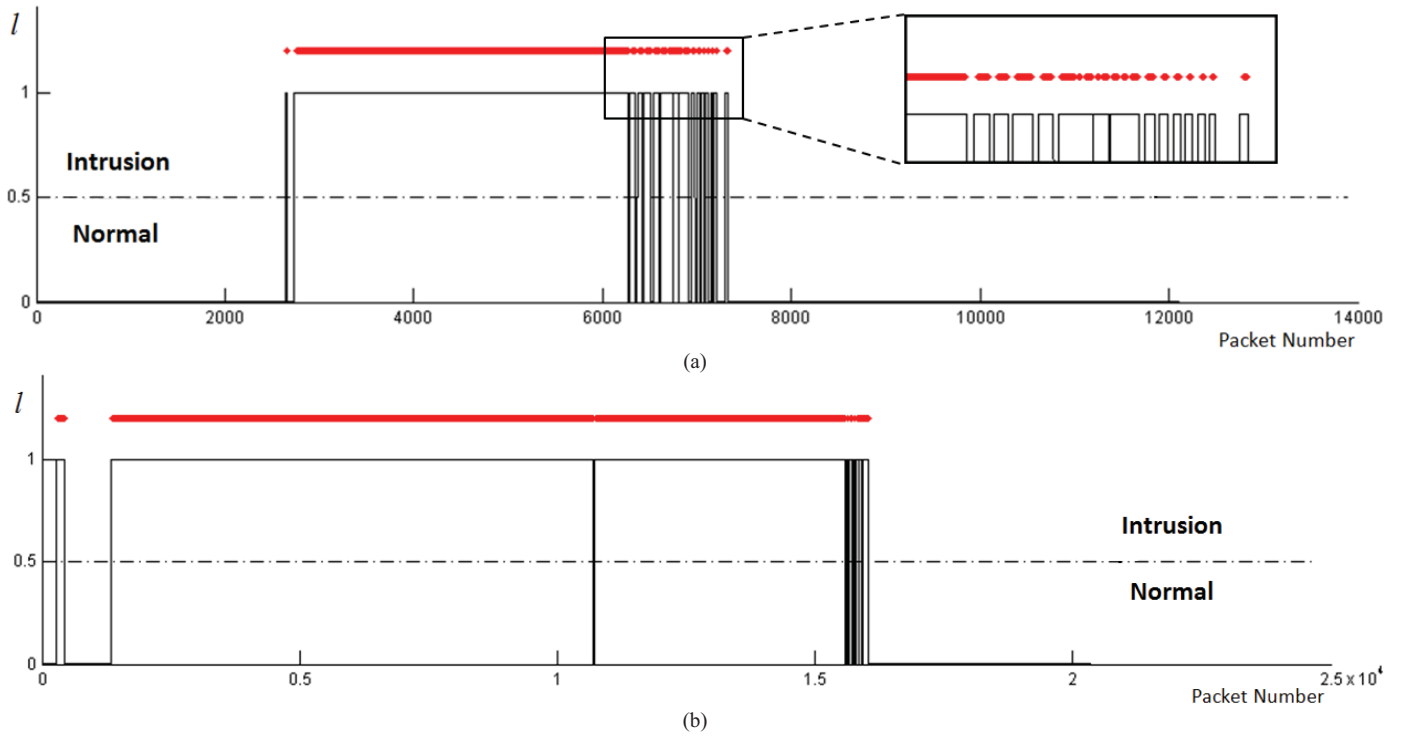 l
1
Intrusion
0.5
Normal
0
0 2000 4000 6000 8000 10000 12000 14000
Packet Number
(a)
l
1
Intrusion
0.5
Normal
0
0 0.5 1 1.5 2 2.5 x 10⁴
Packet Number
(b)